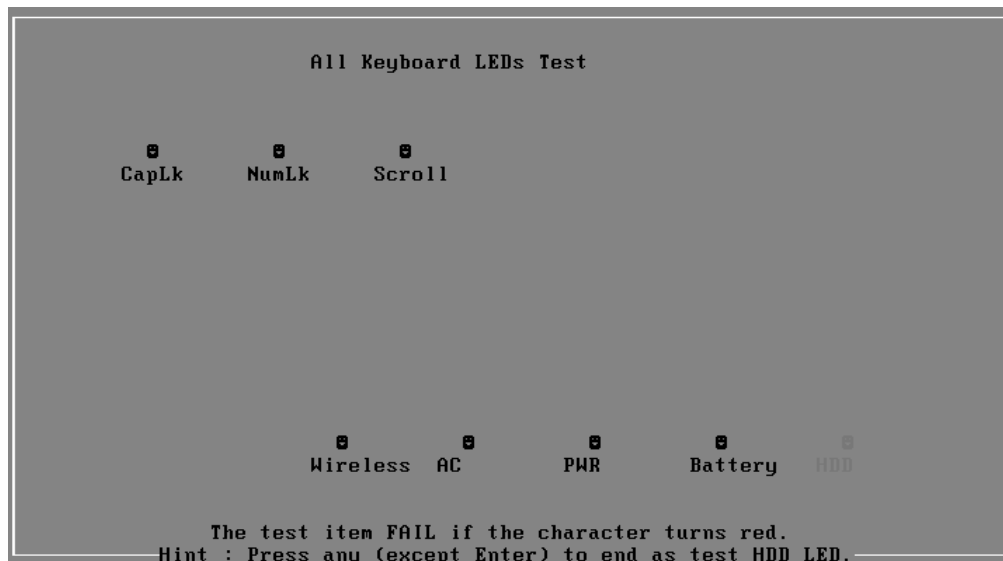 All Keyboard LEDs Test
CapLk NumLk Scroll
Wireless AC PWR Battery HDD
The test item FAIL if the character turns red.
Hint : Press any (except Enter) to end as test HDD LED.